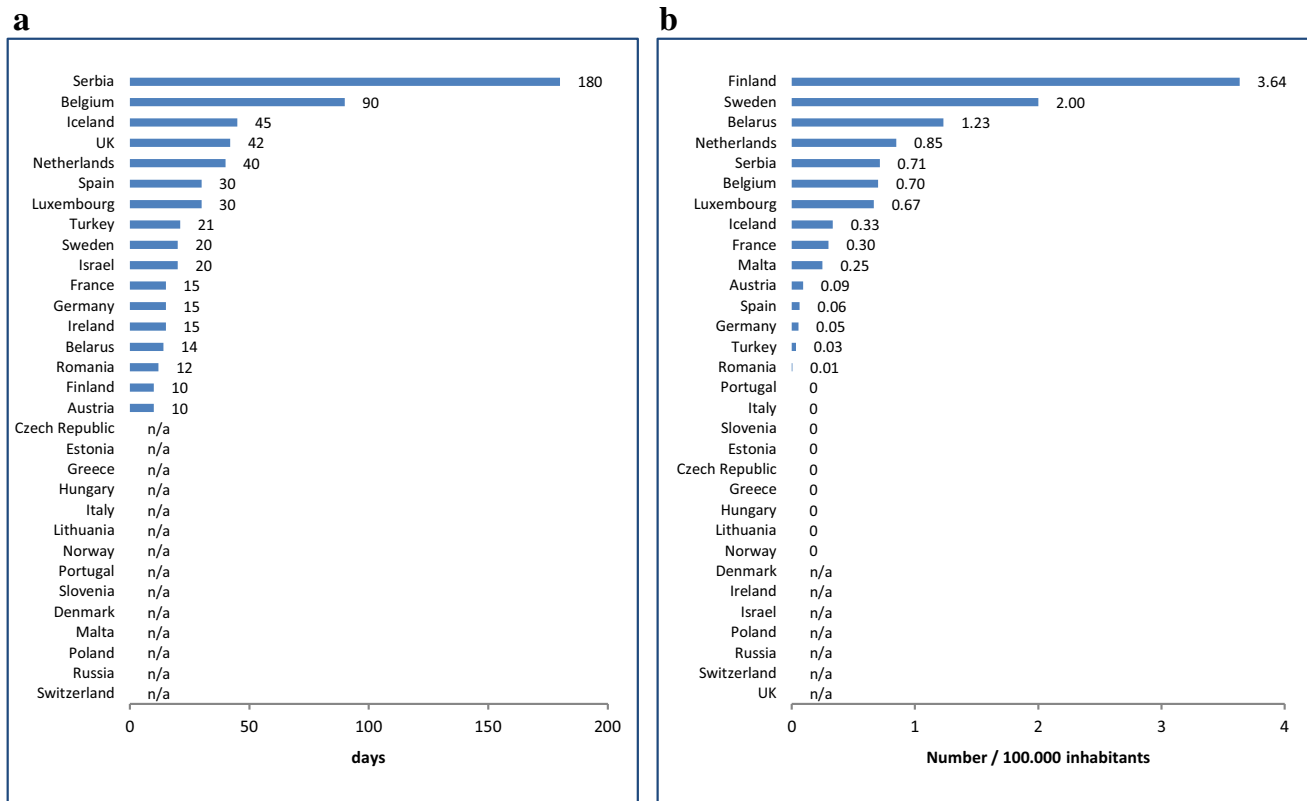 a
Serbia 180
Belgium 90
Iceland 45
UK 42
Netherlands 40
Spain 30
Luxembourg 30
Turkey 21
Sweden 20
Israel 20
France 15
Germany 15
Ireland 15
Belarus 14
Romania 12
Finland 10
Austria 10
Czech Republic n/a
Estonia n/a
Greece n/a
Hungary n/a
Italy n/a
Lithuania n/a
Norway n/a
Portugal n/a
Slovenia n/a
Denmark n/a
Malta n/a
Poland n/a
Russia n/a
Switzerland n/a
0 50 100 150 200
days
b
Finland 3.64
Sweden 2.00
Belarus 1.23
Netherlands 0.85
Serbia 0.71
Belgium 0.70
Luxembourg 0.67
Iceland 0.33
France 0.30
Malta 0.25
Austria 0.09
Spain 0.06
Germany 0.05
Turkey 0.03
Romania 0.01
Portugal 0
Italy 0
Slovenia 0
Estonia 0
Czech Republic 0
Greece 0
Hungary 0
Lithuania 0
Norway 0
Denmark n/a
Ireland n/a
Israel n/a
Poland n/a
Russia n/a
Switzerland n/a
UK n/a
0 1 2 3 4
Number / 100.000 inhabitants